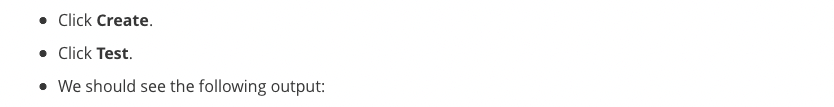 • Click Create.
• Click Test.
• We should see the following output: